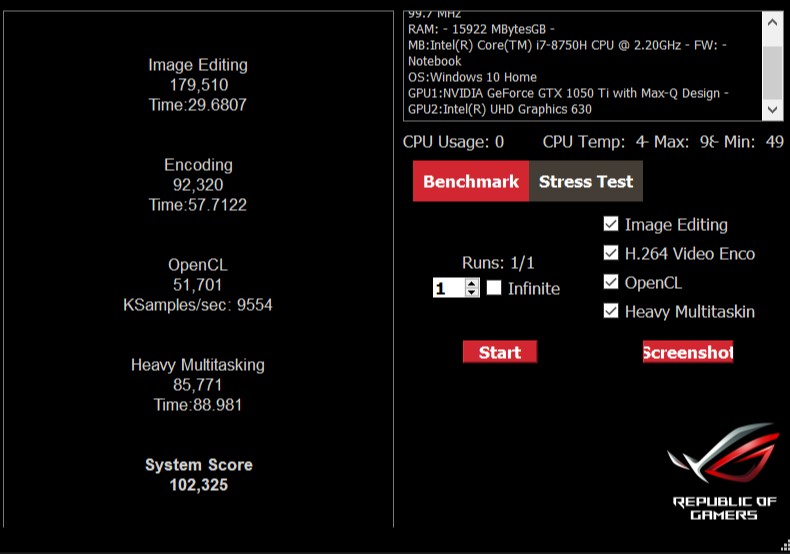 Image Editing
179,510
Time:29.6807
Encoding
92,320
Time:57.7122
OpenCL
51,701
KSamples/sec: 9554
Heavy Multitasking
85,771
Time:88.981
System Score
102,325
99.7 MHz
RAM: - 15922 MBytesGB -
MB:Intel(R) Core(TM) i7-8750H CPU @ 2.20GHz - FW: -
Notebook
OS:Windows 10 Home
GPU1:NVIDIA GeForce GTX 1050 Ti with Max-Q Design -
GPU2:Intel(R) UHD Graphics 630
CPU Usage: 0 CPU Temp: 4- Max: 98- Min: 49
Benchmark Stress Test
Runs: 1/1
1 Infinite
Image Editing
H.264 Video Enco
OpenCL
Heavy Multitaskin
Start
Screenshot
REPUBLIC OF
GAMERS